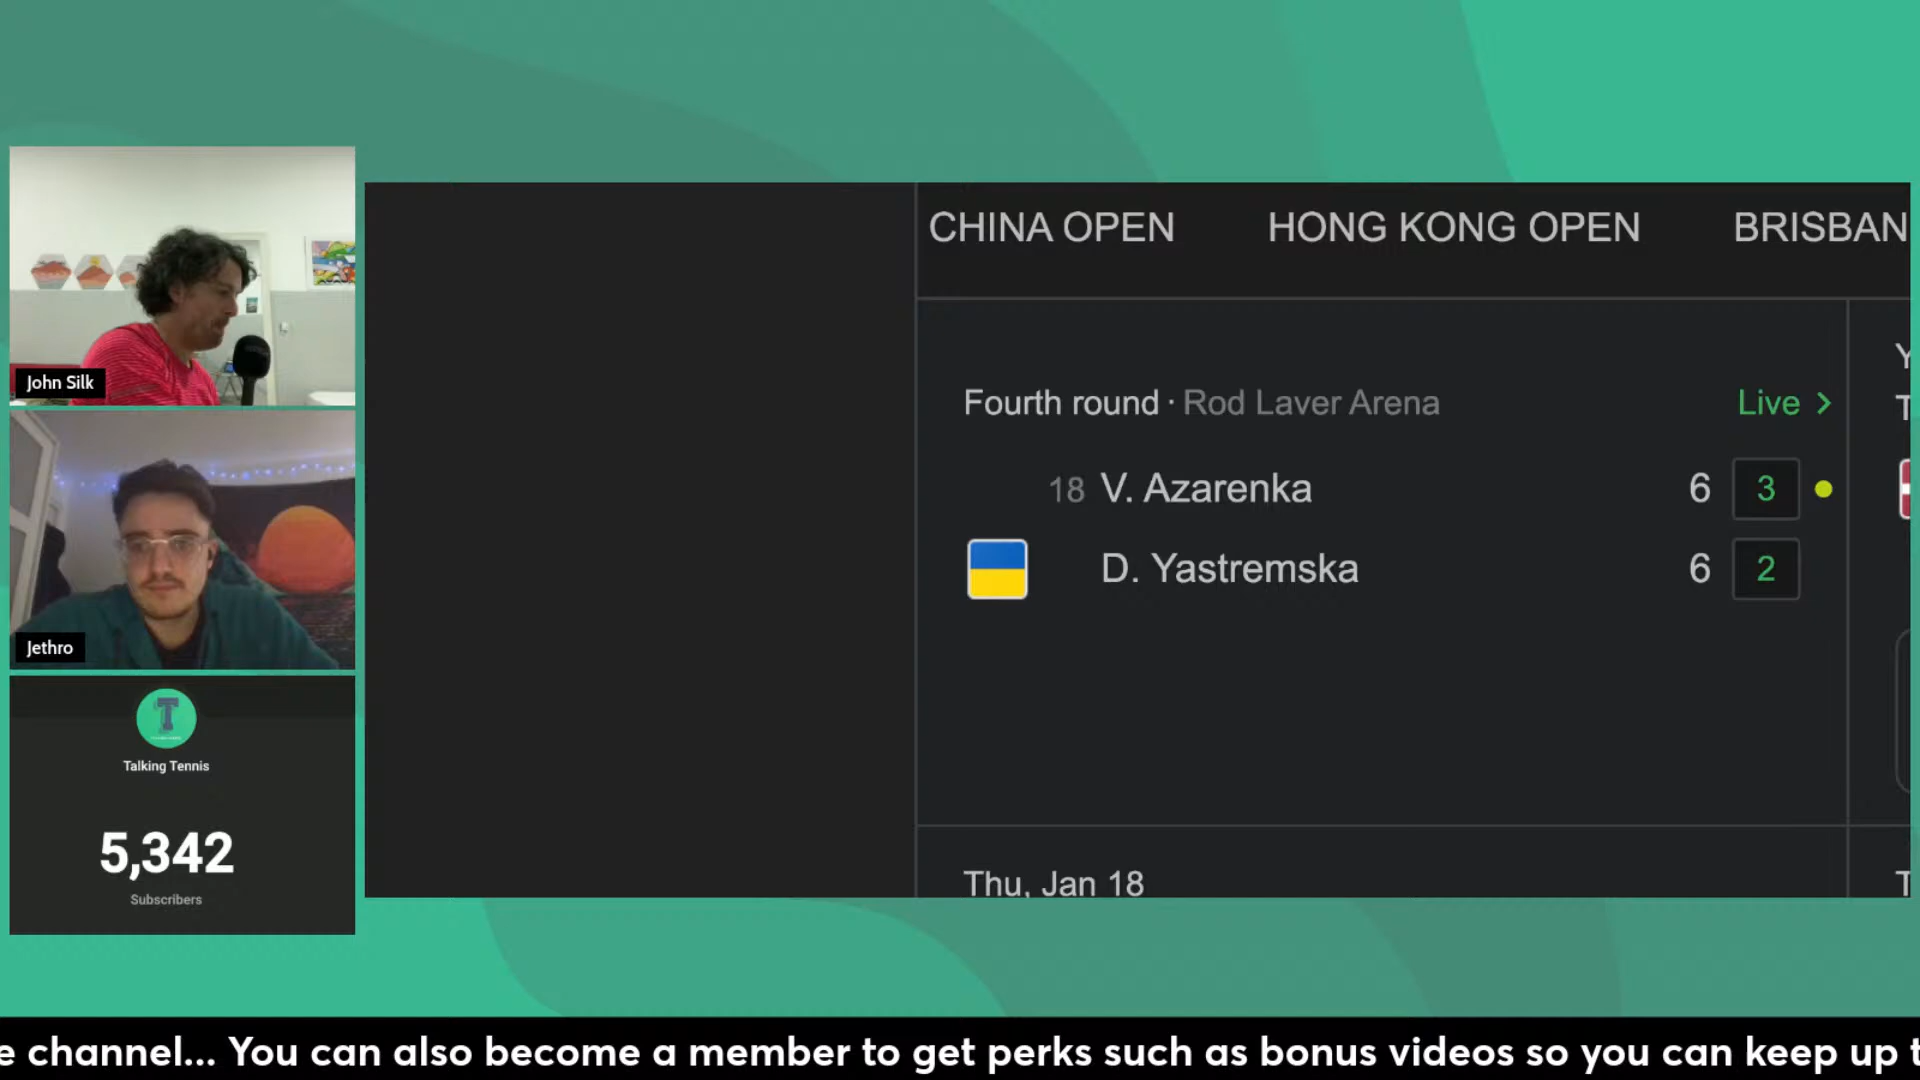 CHINA OPEN HONG KONG OPEN BRISBAN
Fourth round · Rod Laver Arena Live >
18 V. Azarenka 6 3
D. Yastremska 6 2
Thu, Jan 18
John Silk
Jethro
T
Talking Tennis
5,342
Subscribers
e channel... You can also become a member to get perks such as bonus videos so you can keep up t